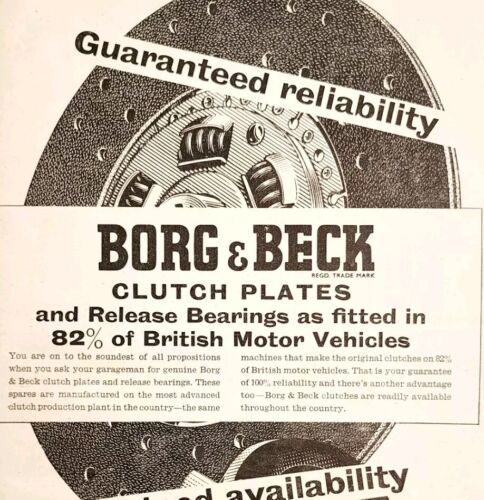 Guaranteed reliability
BORG & BECK
REGD. TRADE MARK
CLUTCH PLATES
and Release Bearings as fitted in
82% of British Motor Vehicles
You are on to the soundest of all propositions
when you ask your garageman for genuine Borg
& Beck clutch plates and release bearings. These
spares are manufactured on the most advanced
clutch production plant in the country—the same
machines that make the original clutches on 82%
of British motor vehicles. That is your guarantee
of 100% reliability and there's another advantage
too—Borg & Beck clutches are readily available
throughout the country.
availability